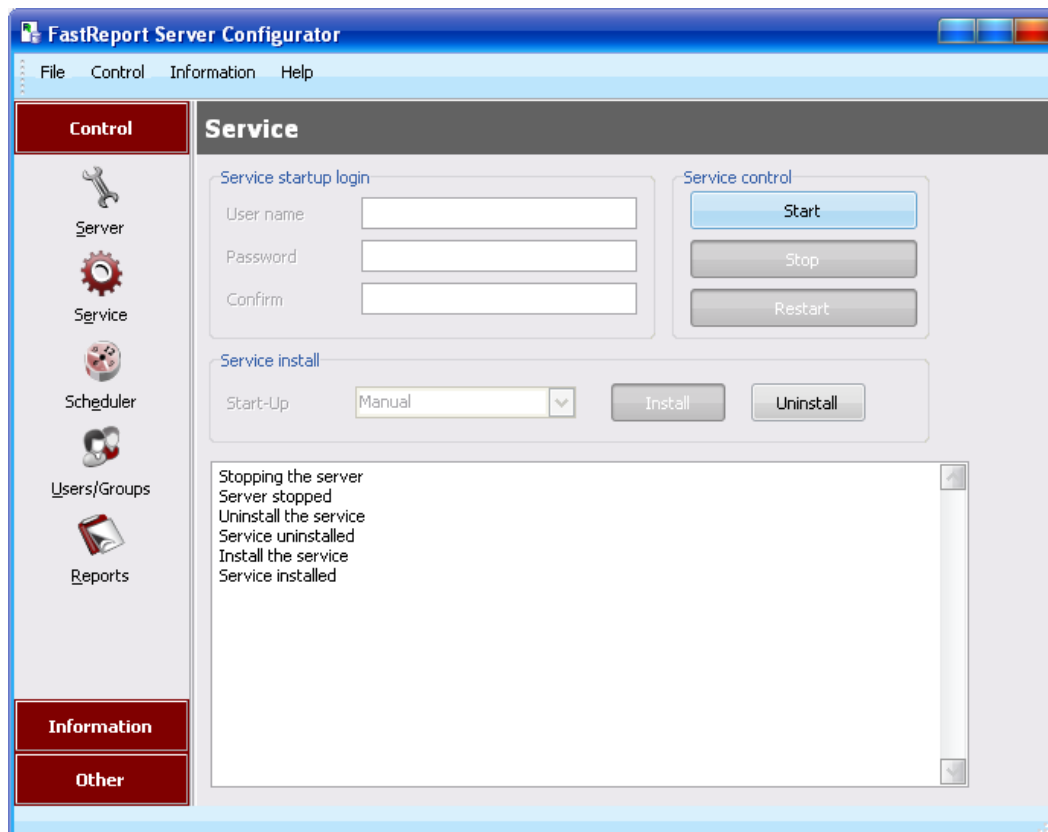 FastReport Server Configurator
File Control Information Help
Control
Server
Service
Scheduler
Users/Groups
Reports
Information
Other
Service
Service startup login
User name
Password
Confirm
Service control
Start
Stop
Restart
Service install
Start-Up Manual Install Uninstall
Stopping the server
Server stopped
Uninstall the service
Service uninstalled
Install the service
Service installed